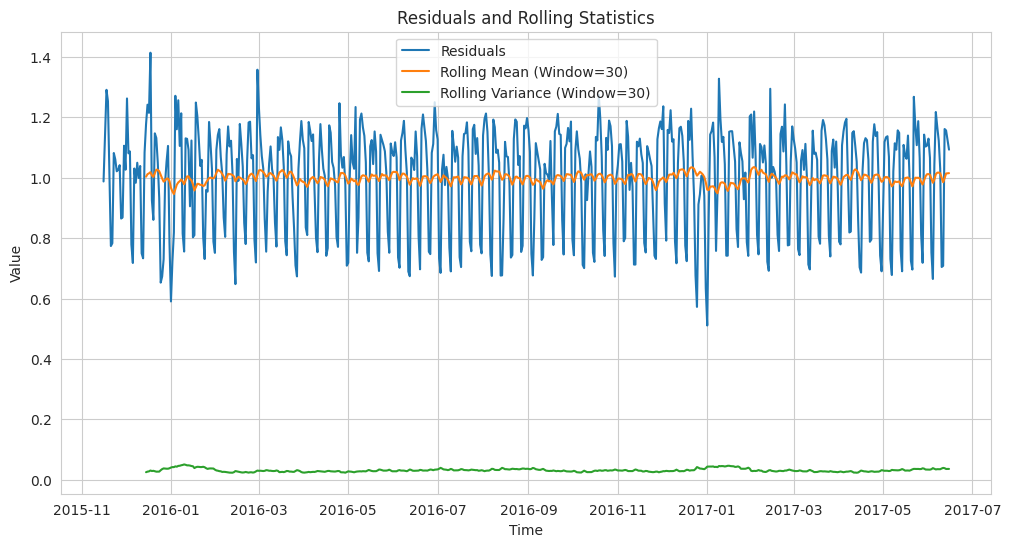 Residuals and Rolling Statistics
Residuals
Rolling Mean (Window=30)
Rolling Variance (Window=30)
Value
1.4
1.2
1.0
0.8
0.6
0.4
0.2
0.0
2015-11 2016-01 2016-03 2016-05 2016-07 2016-09 2016-11 2017-01 2017-03 2017-05 2017-07
Time